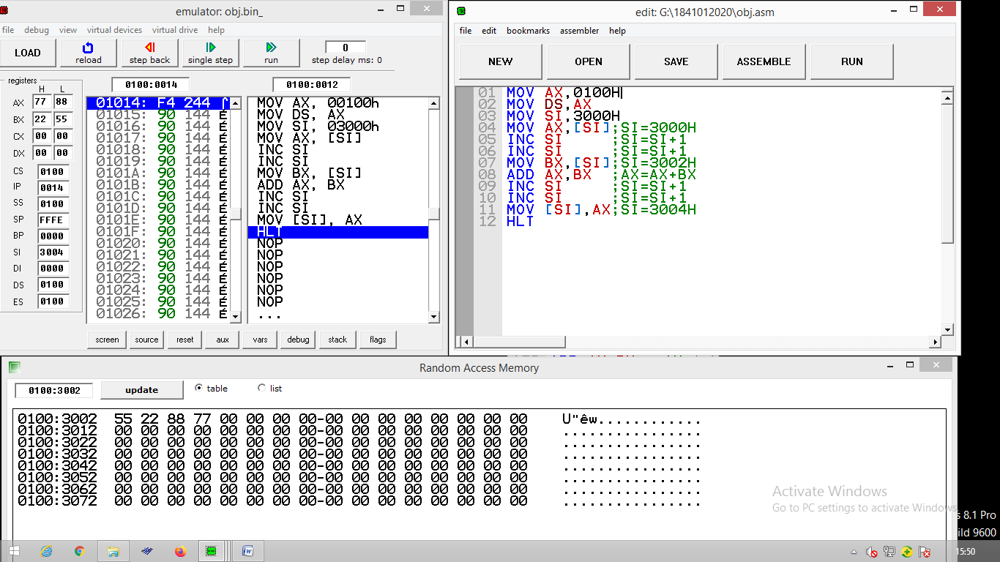 emulator: obj.bin_
file debug view virtual devices virtual drive help
LOAD reload step back single step run 0
step delay ms: 0
registers
H L
0100:0014 0100:0012
AX 77 88
BX 22 55
CX 00 00
DX 00 00
CS 0100
IP 0014
SS 0100
SP FFFE
BP 0000
SI 3004
DI 0000
DS 0100
ES 0100
01014: F4 244 ⌠
01015: 90 144 É
01016: 90 144 É
01017: 90 144 É
01018: 90 144 É
01019: 90 144 É
0101A: 90 144 É
0101B: 90 144 É
0101C: 90 144 É
0101D: 90 144 É
0101E: 90 144 É
0101F: 90 144 É
01020: 90 144 É
01021: 90 144 É
01022: 90 144 É
01023: 90 144 É
01024: 90 144 É
01025: 90 144 É
01026: 90 144 É
MOV AX, 00100h
MOV DS, AX
MOV SI, 03000h
MOV AX, [SI]
INC SI
INC SI
MOV BX, [SI]
ADD AX, BX
INC SI
INC SI
MOV [SI], AX
HLT
NOP
NOP
NOP
NOP
NOP
NOP
...
screen source reset aux vars debug stack flags
edit: G:\1841012020\obj.asm
file edit bookmarks assembler help
NEW OPEN SAVE ASSEMBLE RUN
01 MOV AX,0100H
02 MOV DS,AX
03 MOV SI,3000H
04 MOV AX,[SI];SI=3000H
05 INC SI ;SI=SI+1
06 INC SI ;SI=SI+1
07 MOV BX,[SI];SI=3002H
08 ADD AX,BX ;AX=AX+BX
09 INC SI ;SI=SI+1
10 INC SI ;SI=SI+1
11 MOV [SI],AX;SI=3004H
12 HLT
Random Access Memory
0100:3002 update table list
0100:3002 55 22 88 77 00 00 00 00-00 00 00 00 00 00 00 00 U"êw............
0100:3012 00 00 00 00 00 00 00 00-00 00 00 00 00 00 00 00 ................
0100:3022 00 00 00 00 00 00 00 00-00 00 00 00 00 00 00 00 ................
0100:3032 00 00 00 00 00 00 00 00-00 00 00 00 00 00 00 00 ................
0100:3042 00 00 00 00 00 00 00 00-00 00 00 00 00 00 00 00 ................
0100:3052 00 00 00 00 00 00 00 00-00 00 00 00 00 00 00 00 ................
0100:3062 00 00 00 00 00 00 00 00-00 00 00 00 00 00 00 00 ................
0100:3072 00 00 00 00 00 00 00 00-00 00 00 00 00 00 00 00 ................
Activate Windows
Go to PC settings to activate Windows.
s 8.1 Pro
ild 9600
15:50